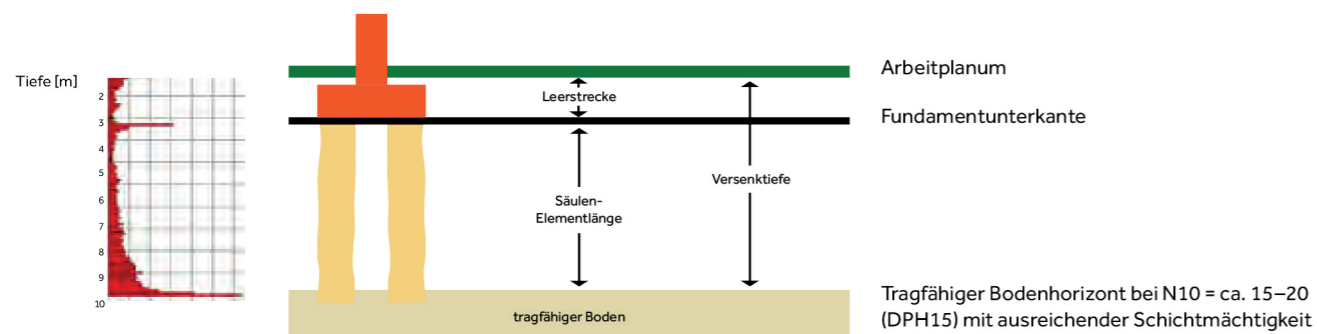 Tiefe [m]
2
3
4
5
6
7
8
9
10
Leerstrecke
Säulen-
Elementlänge
Versenktiefe
tragfähiger Boden
Arbeitplanum
Fundamentunterkante
Tragfähiger Bodenhorizont bei N10 = ca. 15–20
(DPH15) mit ausreichender Schichtmächtigkeit